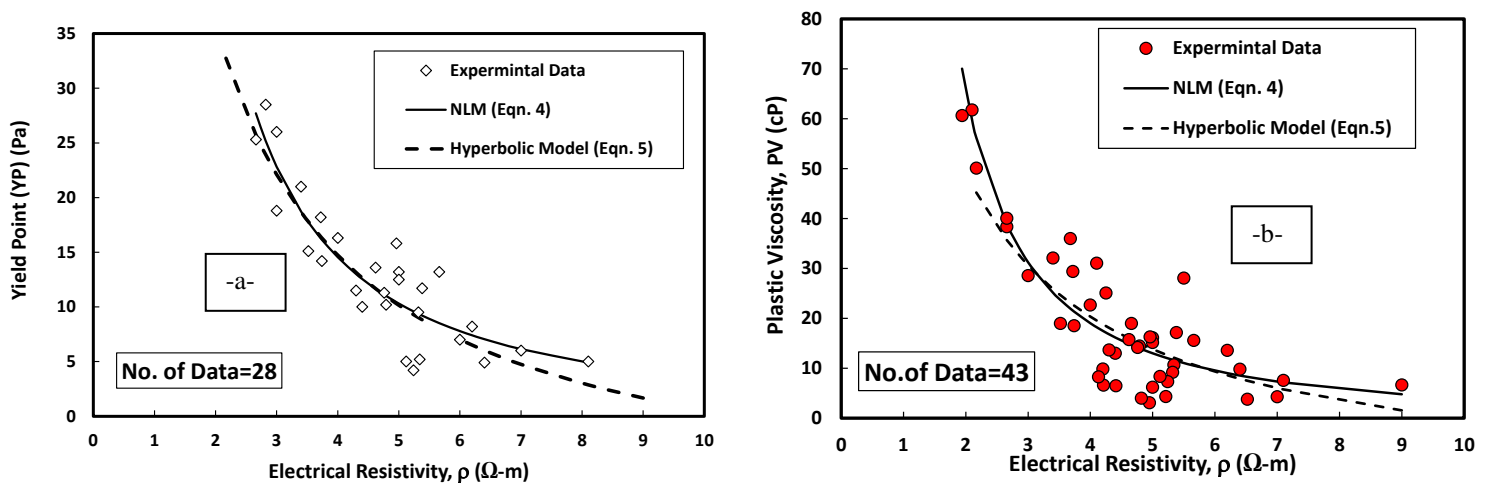 35
30
25
20
15
10
5
0
Yield Point (YP) (Pa)
Expermintal Data
NLM (Eqn. 4)
Hyperbolic Model (Eqn. 5)
-a-
No. of Data=28
0 1 2 3 4 5 6 7 8 9 10
Electrical Resistivity, ρ (Ω-m)
80
70
60
50
40
30
20
10
0
Plastic Viscosity, PV (cP)
Expermintal Data
NLM (Eqn. 4)
Hyperbolic Model (Eqn.5)
-b-
No.of Data=43
0 1 2 3 4 5 6 7 8 9 10
Electrical Resistivity, ρ (Ω-m)